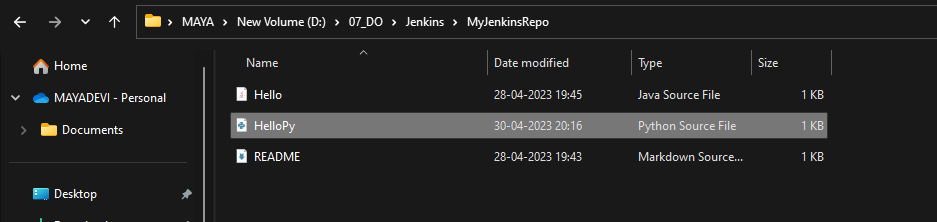 MAYA > New Volume (D:) > 07_DO > Jenkins > MyJenkinsRepo
Home
MAYADEVI - Personal
Documents
Desktop
Name Date modified Type Size
Hello 28-04-2023 19:45 Java Source File 1 KB
HelloPy 30-04-2023 20:16 Python Source File 1 KB
README 28-04-2023 19:43 Markdown Source... 1 KB